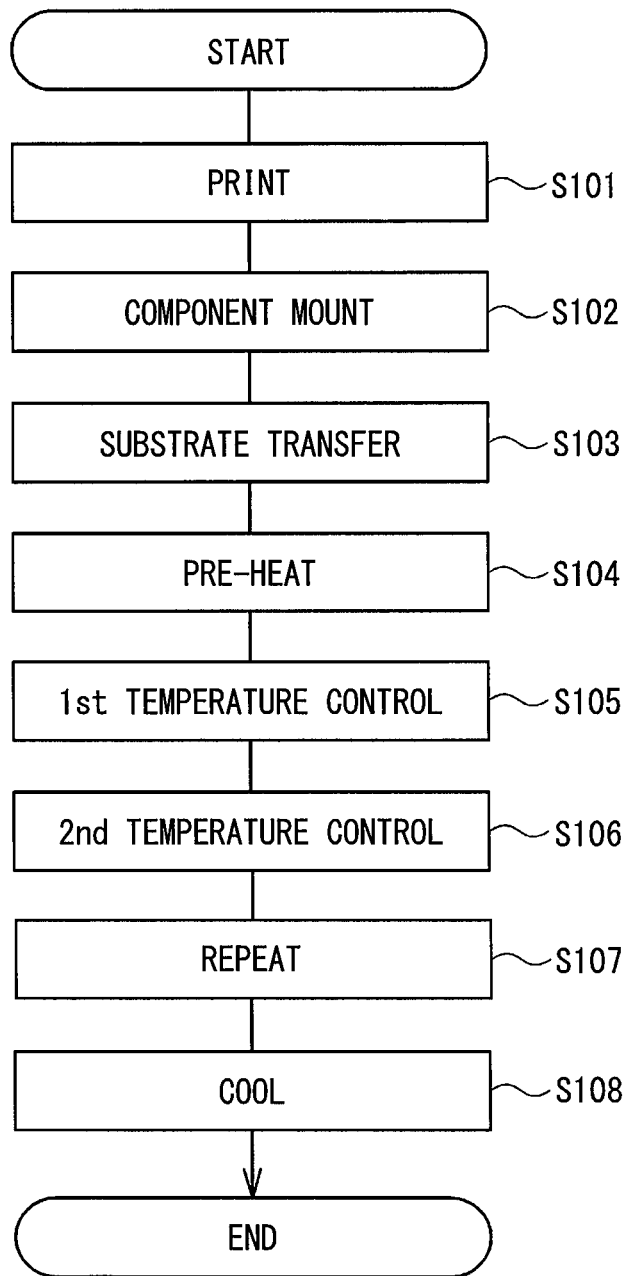 START
PRINT S101
COMPONENT MOUNT S102
SUBSTRATE TRANSFER S103
PRE-HEAT S104
1st TEMPERATURE CONTROL S105
2nd TEMPERATURE CONTROL S106
REPEAT S107
COOL S108
END